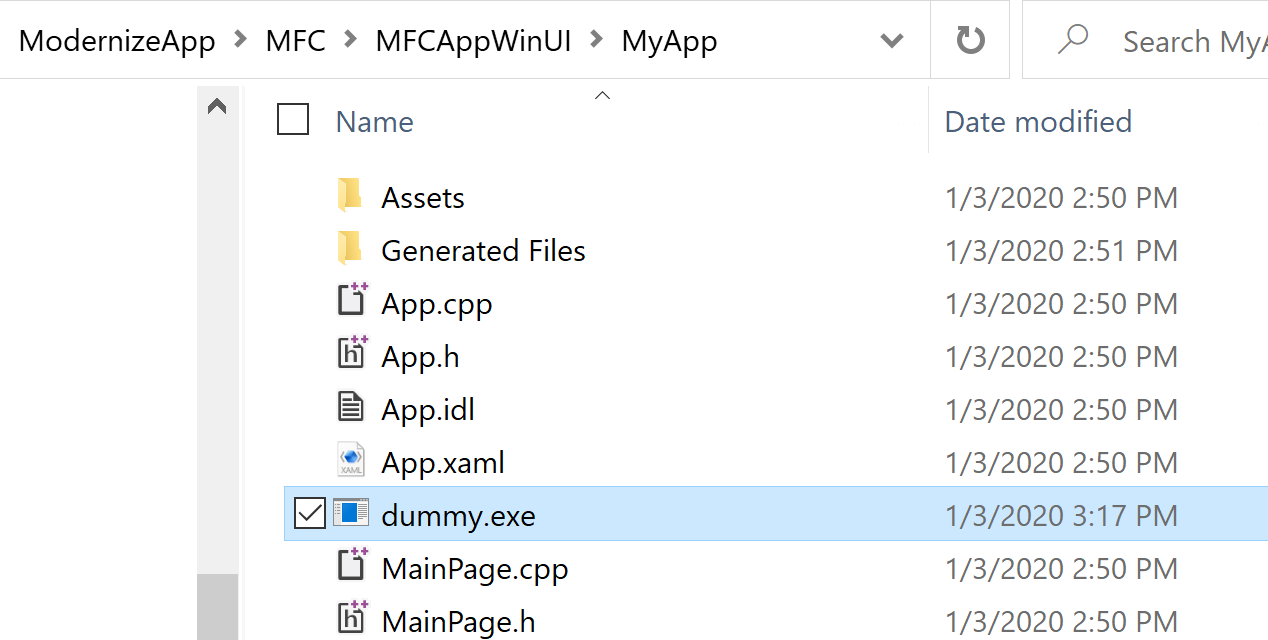 ModernizeApp > MFC > MFCAppWinUI > MyApp Search MyA
Name Date modified
Assets 1/3/2020 2:50 PM
Generated Files 1/3/2020 2:51 PM
App.cpp 1/3/2020 2:50 PM
App.h 1/3/2020 2:50 PM
App.idl 1/3/2020 2:50 PM
App.xaml 1/3/2020 2:50 PM
dummy.exe 1/3/2020 3:17 PM
MainPage.cpp 1/3/2020 2:50 PM
MainPage.h 1/3/2020 2:50 PM